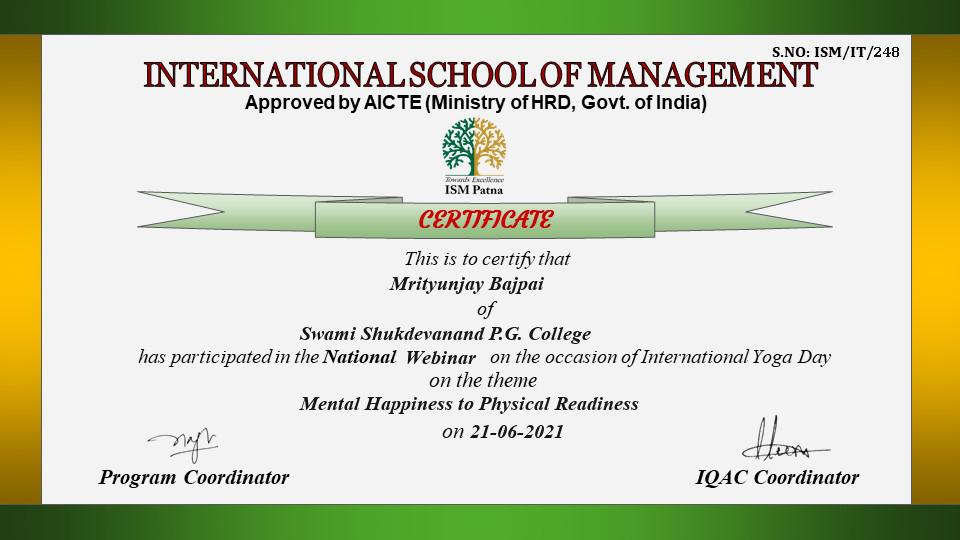 S.NO: ISM/IT/248
INTERNATIONAL SCHOOL OF MANAGEMENT
Approved by AICTE (Ministry of HRD, Govt. of India)
Towards Excellence
ISM Patna
CERTIFICATE
This is to certify that
Mrityunjay Bajpai
of
Swami Shukdevanand P.G. College
has participated in the National Webinar on the occasion of International Yoga Day
on the theme
Mental Happiness to Physical Readiness
on 21-06-2021
Program Coordinator IQAC Coordinator